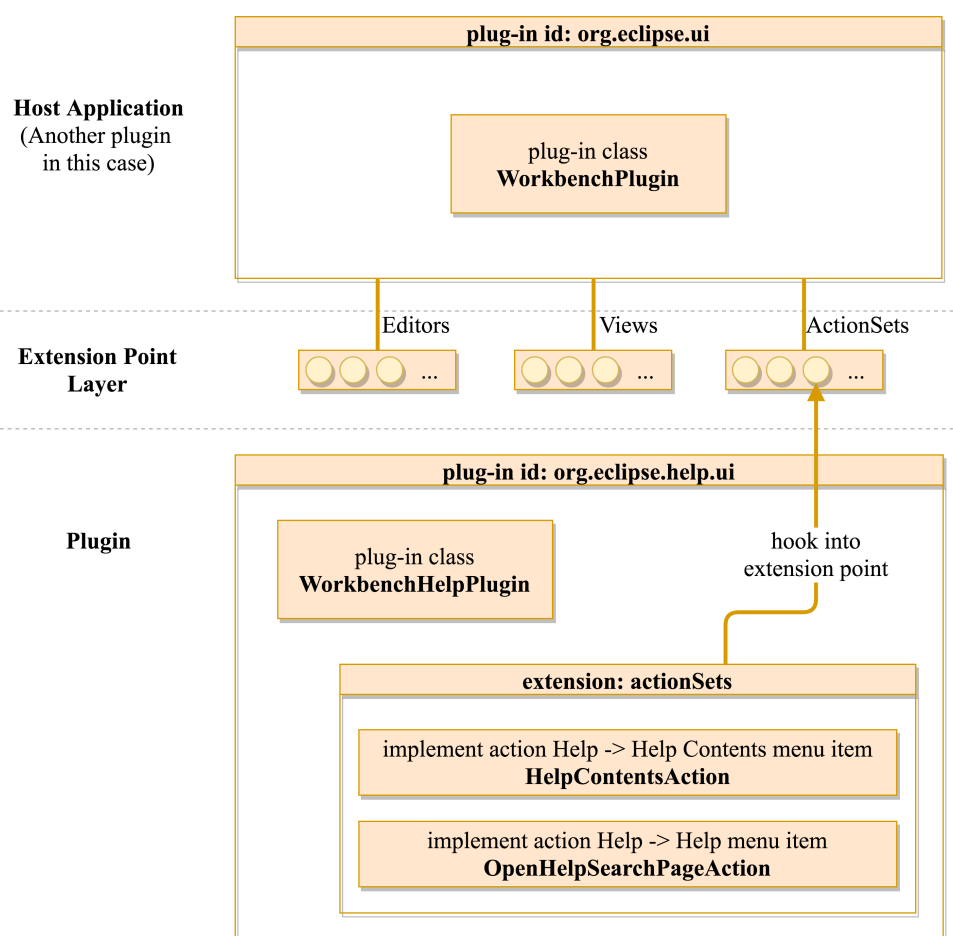 plug-in id: org.eclipse.ui
Host Application
(Another plugin
in this case)
plug-in class
WorkbenchPlugin
Editors
Views
ActionSets
Extension Point
Layer
...
...
...
plug-in id: org.eclipse.help.ui
Plugin
plug-in class
WorkbenchHelpPlugin
hook into
extension point
extension: actionSets
implement action Help -> Help Contents menu item
HelpContentsAction
implement action Help -> Help menu item
OpenHelpSearchPageAction